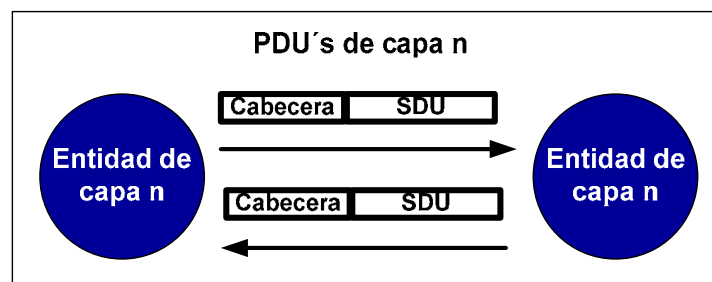 PDU´s de capa n
Cabecera SDU
Entidad de
capa n
Entidad de
capa n
Cabecera SDU